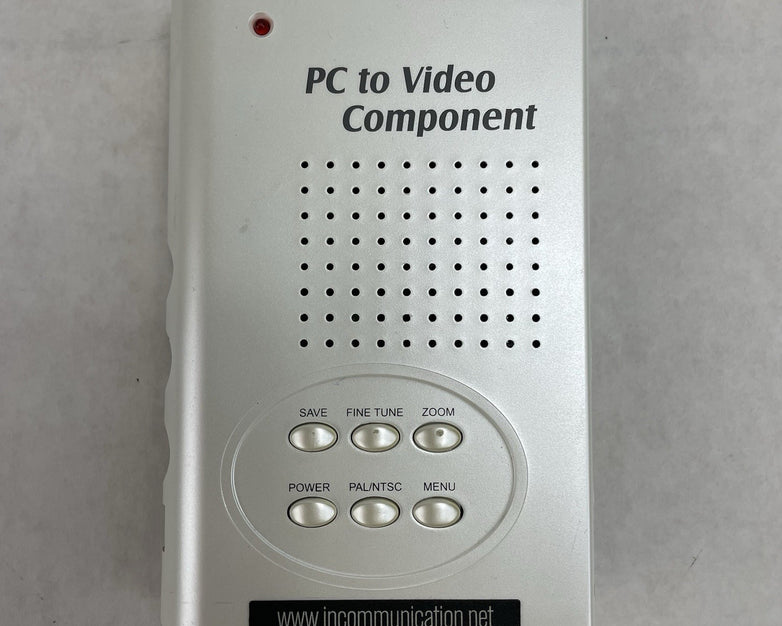 PC to Video
Component
SAVE FINE TUNE ZOOM
POWER PAL/NTSC MENU
www.incommunication.net